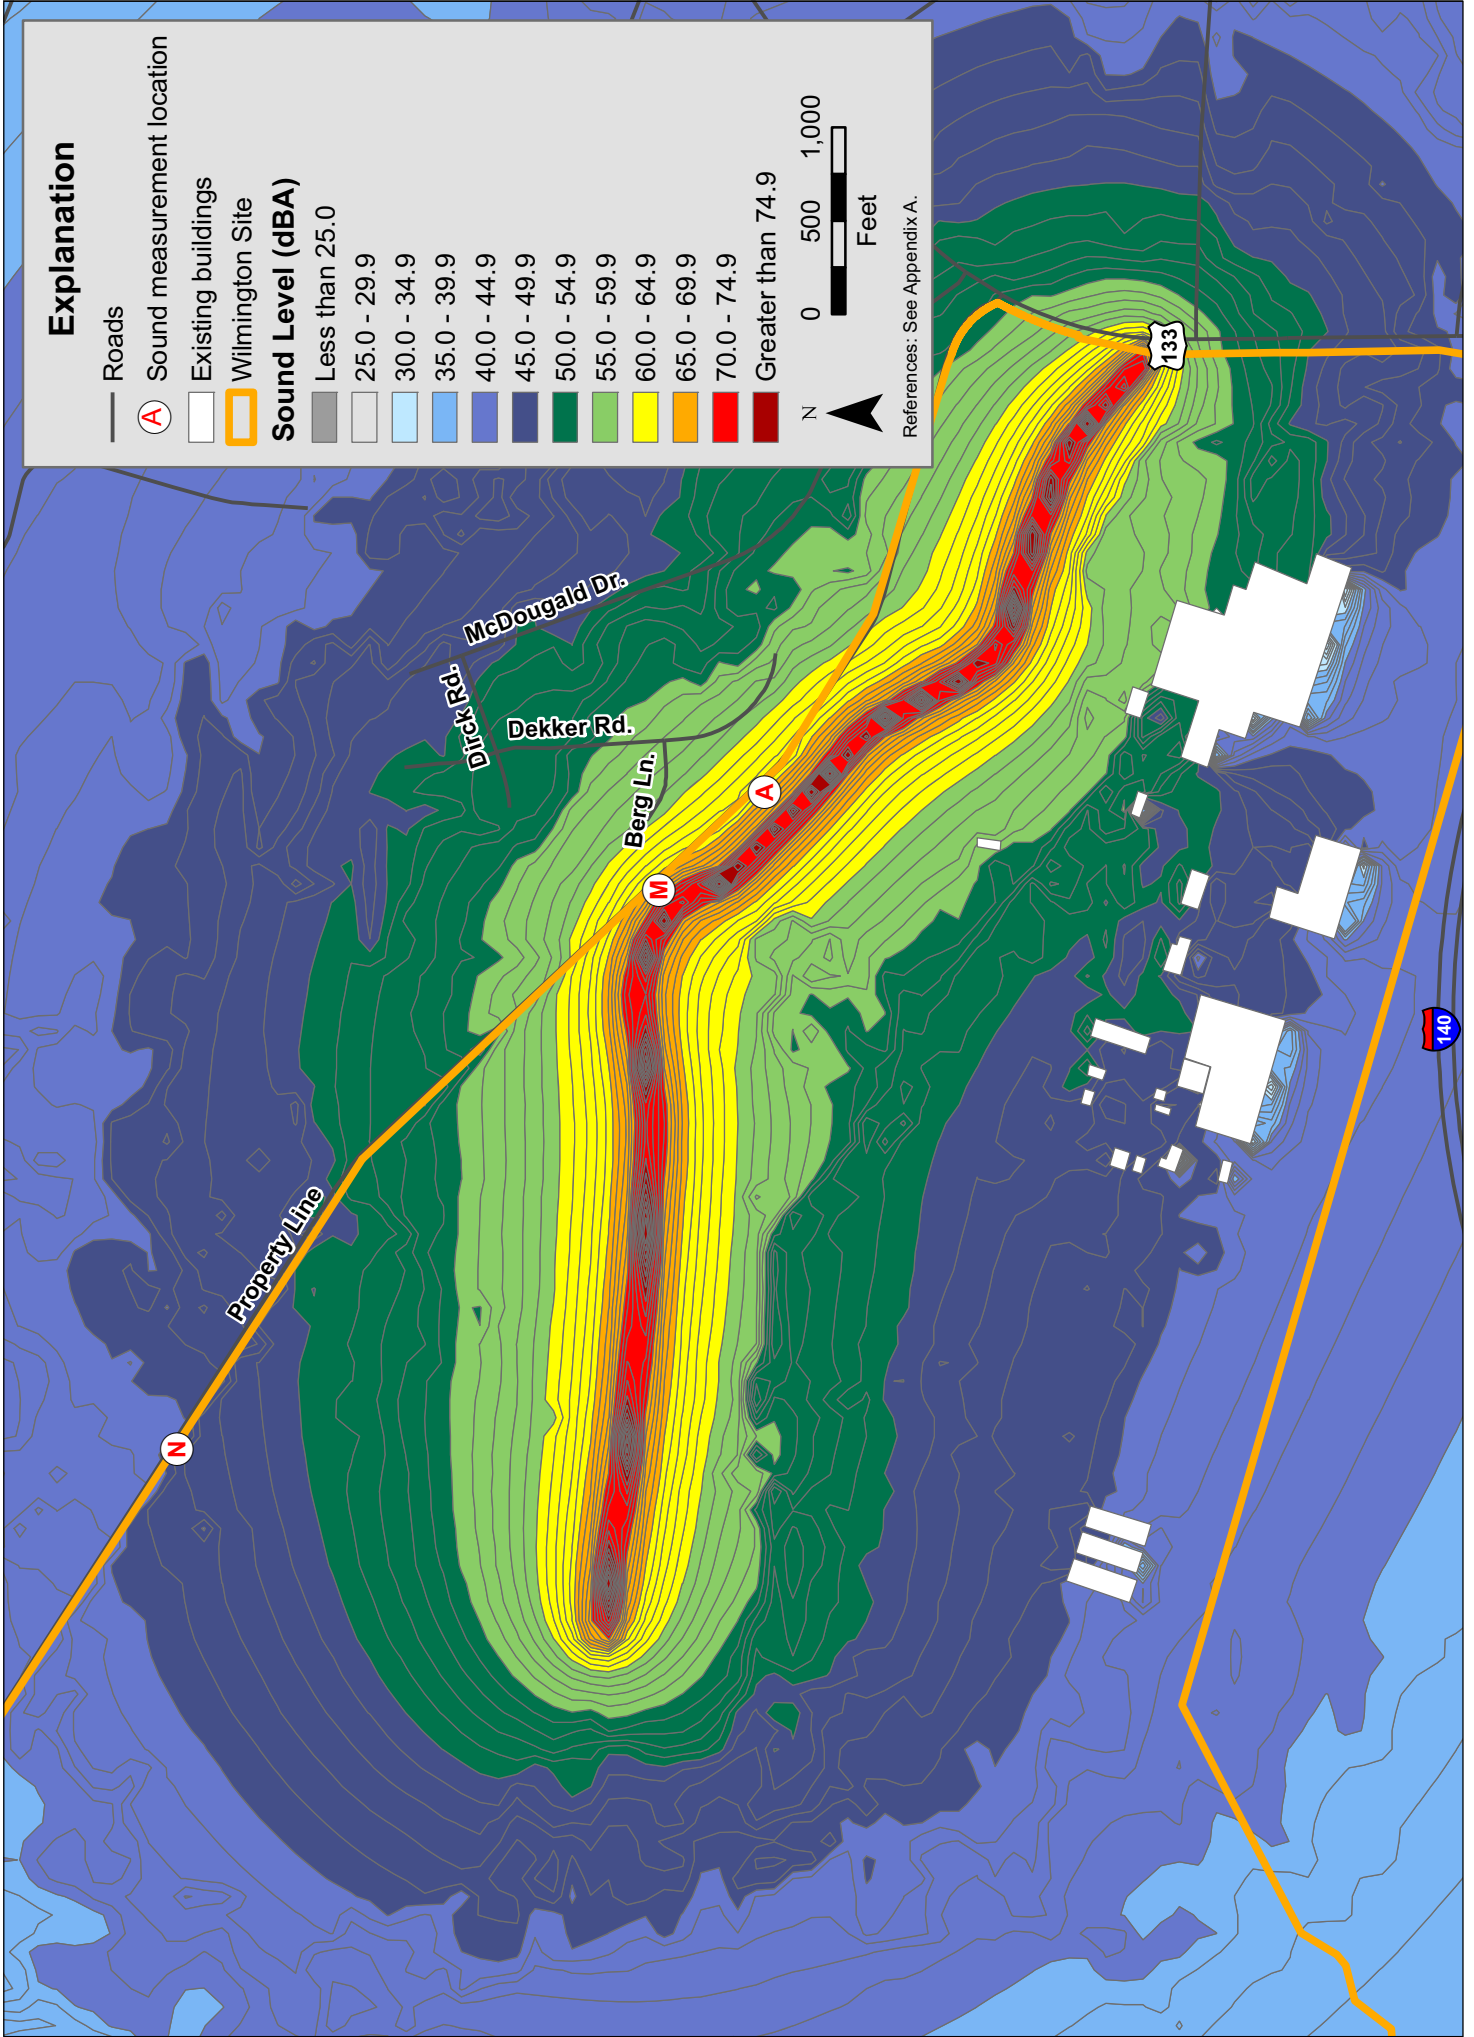 Explanation
Roads
A
Sound measurement location
Existing buildings
Wilmington Site
Sound Level (dBA)
Less than 25.0
25.0 - 29.9
30.0 - 34.9
35.0 - 39.9
40.0 - 44.9
45.0 - 49.9
50.0 - 54.9
55.0 - 59.9
60.0 - 64.9
65.0 - 69.9
70.0 - 74.9
Greater than 74.9
N
0 500 1,000
Feet
References: See Appendix A.
N
Property Line
Dirck Rd.
McDougald Dr.
Dekker Rd.
Berg Ln.
M
A
133
140